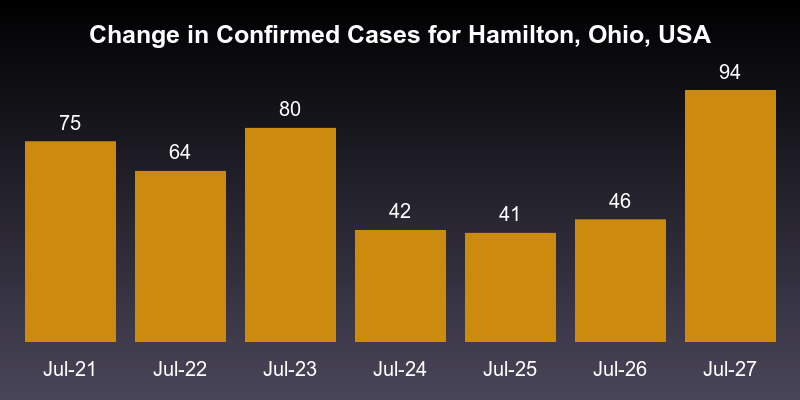 Change in Confirmed Cases for Hamilton, Ohio, USA
75
64
80
42
41
46
94
Jul-21
Jul-22
Jul-23
Jul-24
Jul-25
Jul-26
Jul-27